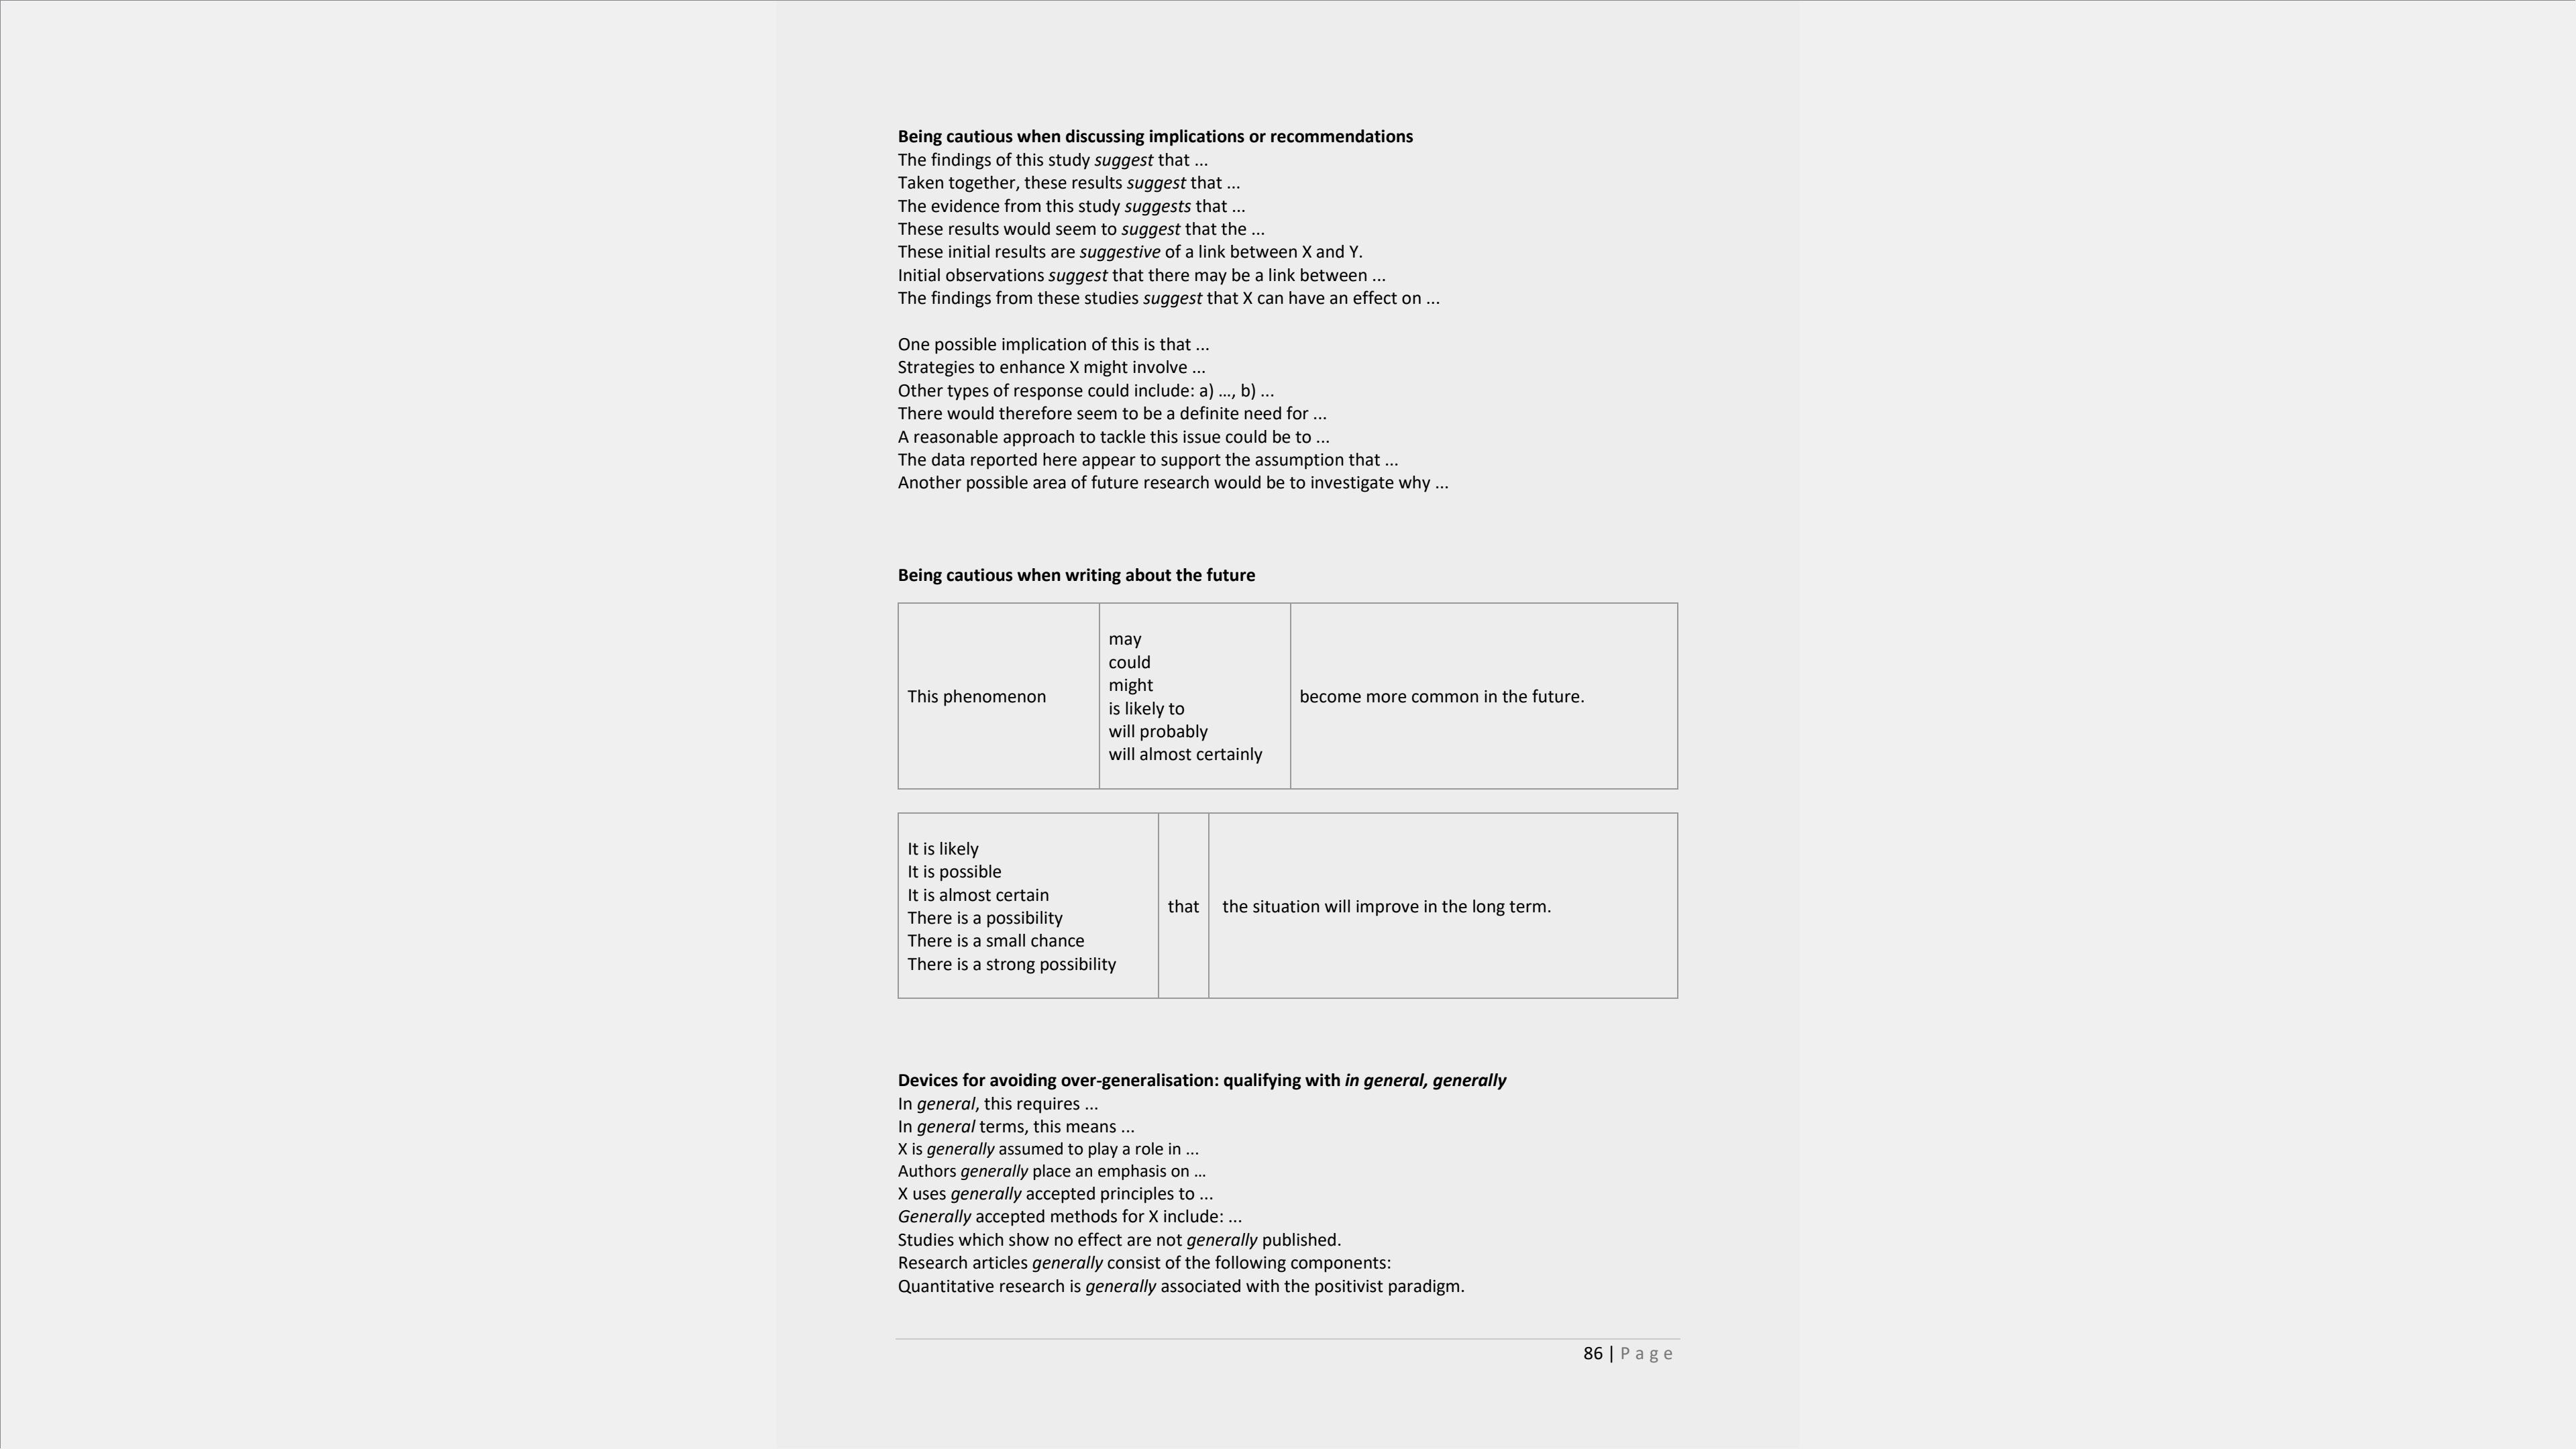 Being cautious when discussing implications or recommendations
The findings of this study suggest that ...
Taken together, these results suggest that ...
The evidence from this study suggests that ...
These results would seem to suggest that the ...
These initial results are suggestive of a link between X and Y.
Initial observations suggest that there may be a link between ...
The findings from these studies suggest that X can have an effect on ...
One possible implication of this is that ...
Strategies to enhance X might involve ...
Other types of response could include: a) …, b) ...
There would therefore seem to be a definite need for ...
A reasonable approach to tackle this issue could be to ...
The data reported here appear to support the assumption that ...
Another possible area of future research would be to investigate why ...
Being cautious when writing about the future
This phenomenon
may
could
might
is likely to
will probably
will almost certainly
become more common in the future.
It is likely
It is possible
It is almost certain
There is a possibility
There is a small chance
There is a strong possibility
that
the situation will improve in the long term.
Devices for avoiding over-generalisation: qualifying with in general, generally
In general, this requires ...
In general terms, this means ...
X is generally assumed to play a role in ...
Authors generally place an emphasis on …
X uses generally accepted principles to ...
Generally accepted methods for X include: ...
Studies which show no effect are not generally published.
Research articles generally consist of the following components:
Quantitative research is generally associated with the positivist paradigm.
86 | Page